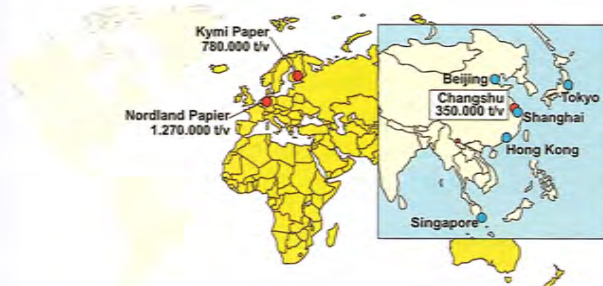 Kymi Paper
780.000 t/v
Nordland Papier
1.270.000 t/v
Beijing
Tokyo
Changshu
350.000 t/v
Shanghai
Hong Kong
Singapore